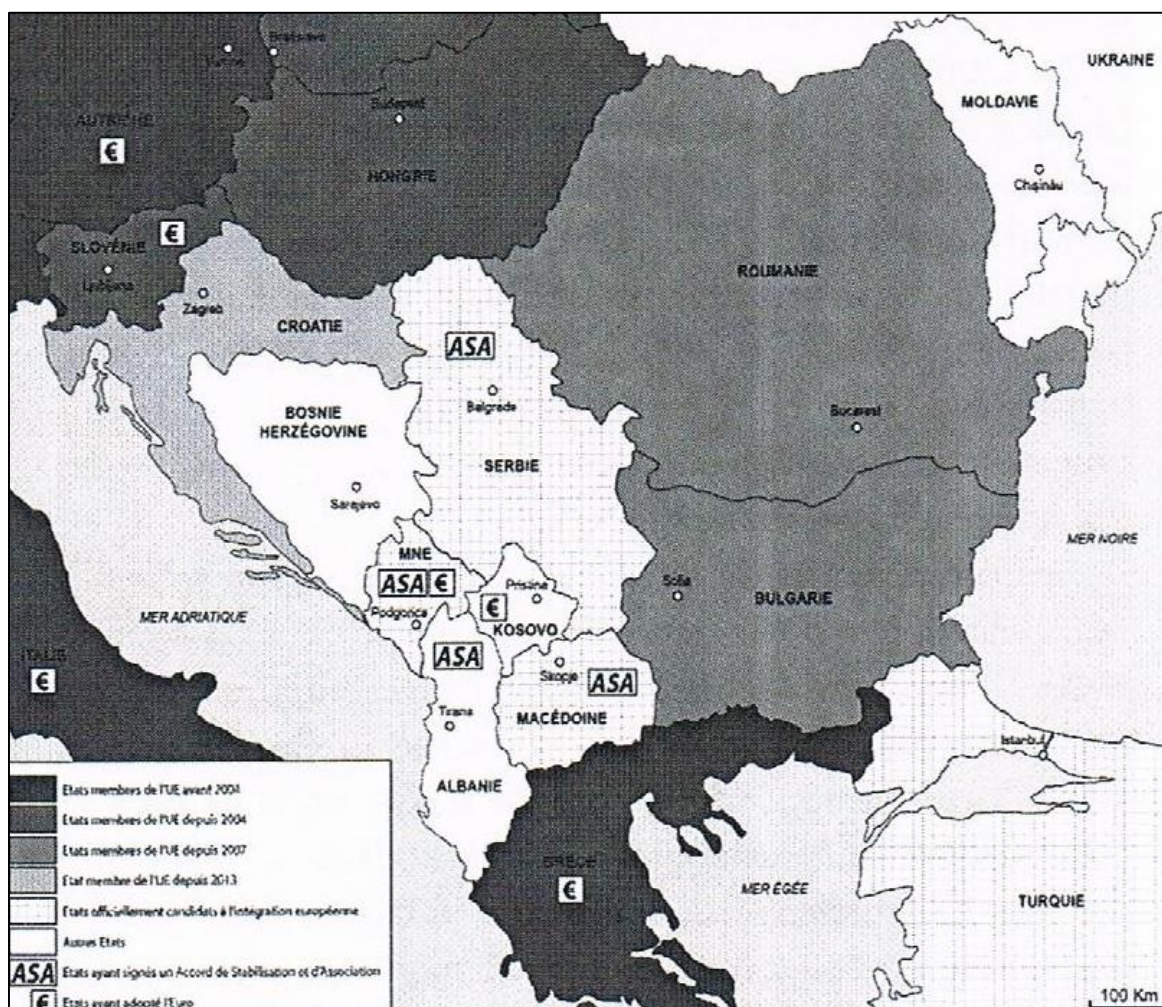 Bratislava
Vienne
UKRAINE
Budapest
MOLDAVIE
AUTRICHE
€
HONGRIE
Chişinău
SLOVÉNIE
€
Ljubljana
ROUMANIE
Zagreb
CROATIE
ASA
Belgrade
BOSNIE
HERZÉGOVINE
Bucarest
SERBIE
Sarajevo
MER NOIRE
MNE
ASA €
Pristina
Sofia
BULGARIE
€
Podgorica
KOSOVO
MER ADRIATIQUE
ASA
ITALIE
€
Skopje
ASA
Tirana
MACÉDOINE
Istanbul
ALBANIE
GRÈCE
€
MER ÉGÉE
TURQUIE
100 Km
Etats membres de l'UE avant 2004
Etats membres de l'UE depuis 2004
Etats membres de l'UE depuis 2007
Etat membre de l'UE depuis 2013
Etats officiellement candidats à l'intégration européenne
Autres Etats
ASA Etats ayant signés un Accord de Stabilisation et d'Association
€ Etats ayant adopté l'Euro